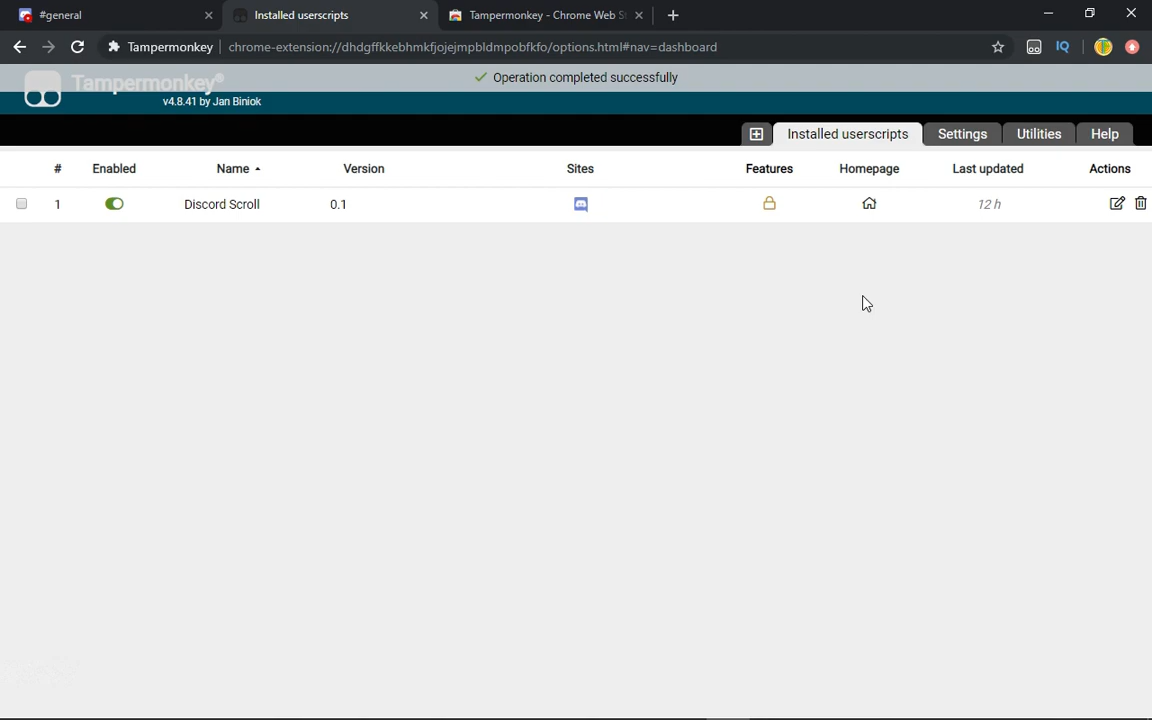 #general
Installed userscripts
Tampermonkey - Chrome Web St
Tampermonkey
chrome-extension://dhdgffkkebhmkfjojejmpbldmpobfkfo/options.html#nav=dashboard
IQ
Tampermonkey®
Operation completed successfully
v4.8.41 by Jan Biniok
Installed userscripts
Settings
Utilities
Help
# Enabled Name Version Sites Features Homepage Last updated Actions
1 Discord Scroll 0.1 12 h